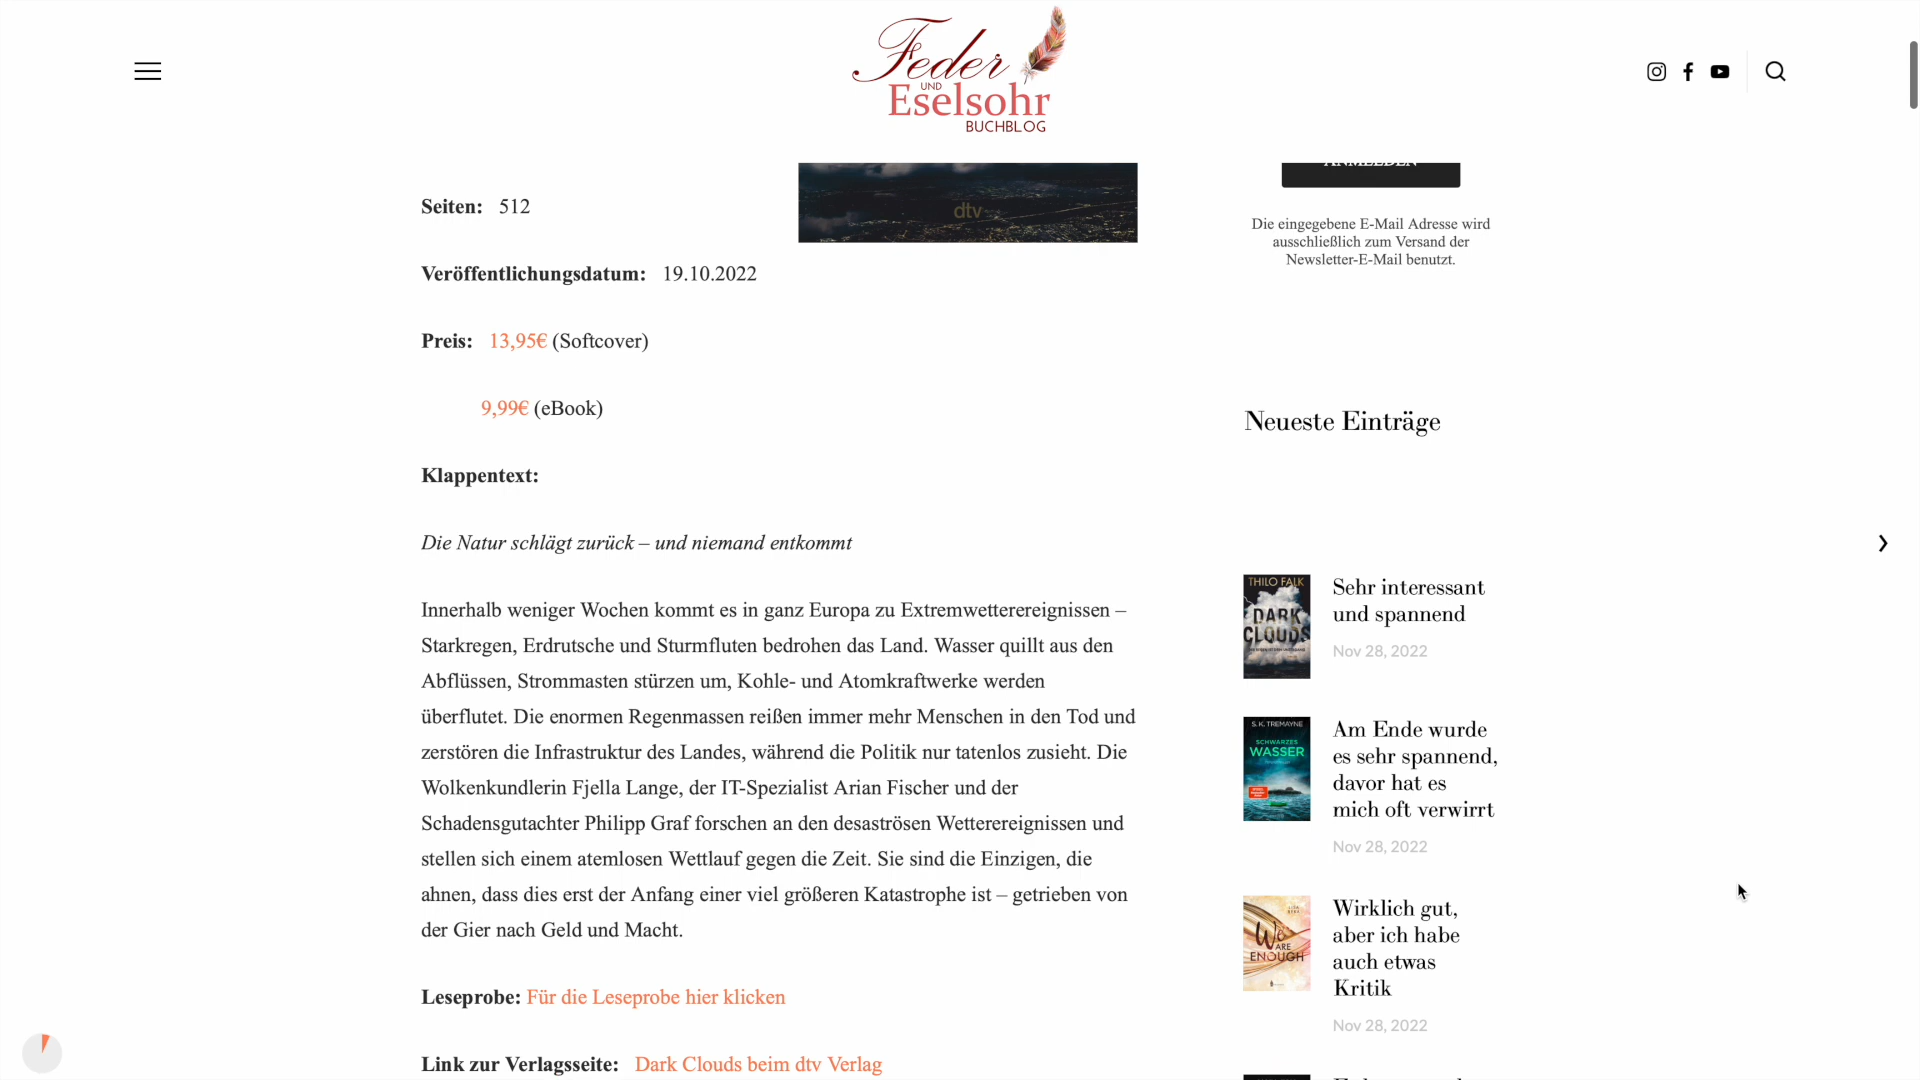 Feder
UND
Eselsohr
BUCHBLOG
dtv
Seiten: 512
Veröffentlichungsdatum: 19.10.2022
Preis: 13,95€ (Softcover)
9,99€ (eBook)
Klappentext:
Die Natur schlägt zurück – und niemand entkommt
Innerhalb weniger Wochen kommt es in ganz Europa zu Extremwetterereignissen –
Starkregen, Erdrutsche und Sturmfluten bedrohen das Land. Wasser quillt aus den
Abflüssen, Strommasten stürzen um, Kohle- und Atomkraftwerke werden
überflutet. Die enormen Regenmassen reißen immer mehr Menschen in den Tod und
zerstören die Infrastruktur des Landes, während die Politik nur tatenlos zusieht. Die
Wolkenkundlerin Fjella Lange, der IT-Spezialist Arian Fischer und der
Schadensgutachter Philipp Graf forschen an den desaströsen Wetterereignissen und
stellen sich einem atemlosen Wettlauf gegen die Zeit. Sie sind die Einzigen, die
ahnen, dass dies erst der Anfang einer viel größeren Katastrophe ist – getrieben von
der Gier nach Geld und Macht.
Leseprobe: Für die Leseprobe hier klicken
Link zur Verlagsseite: Dark Clouds beim dtv Verlag
ANMELDEN
Die eingegebene E-Mail Adresse wird
ausschließlich zum Versand der
Newsletter-E-Mail benutzt.
Neueste Einträge
THILO FALK
DARK
CLOUDS
Sehr interessant
und spannend
Nov 28, 2022
S. K. TREMAYNE
SCHWARZES
WASSER
Am Ende wurde
es sehr spannend,
davor hat es
mich oft verwirrt
Nov 28, 2022
We
ARE
ENOUGH
Wirklich gut,
aber ich habe
auch etwas
Kritik
Nov 28, 2022